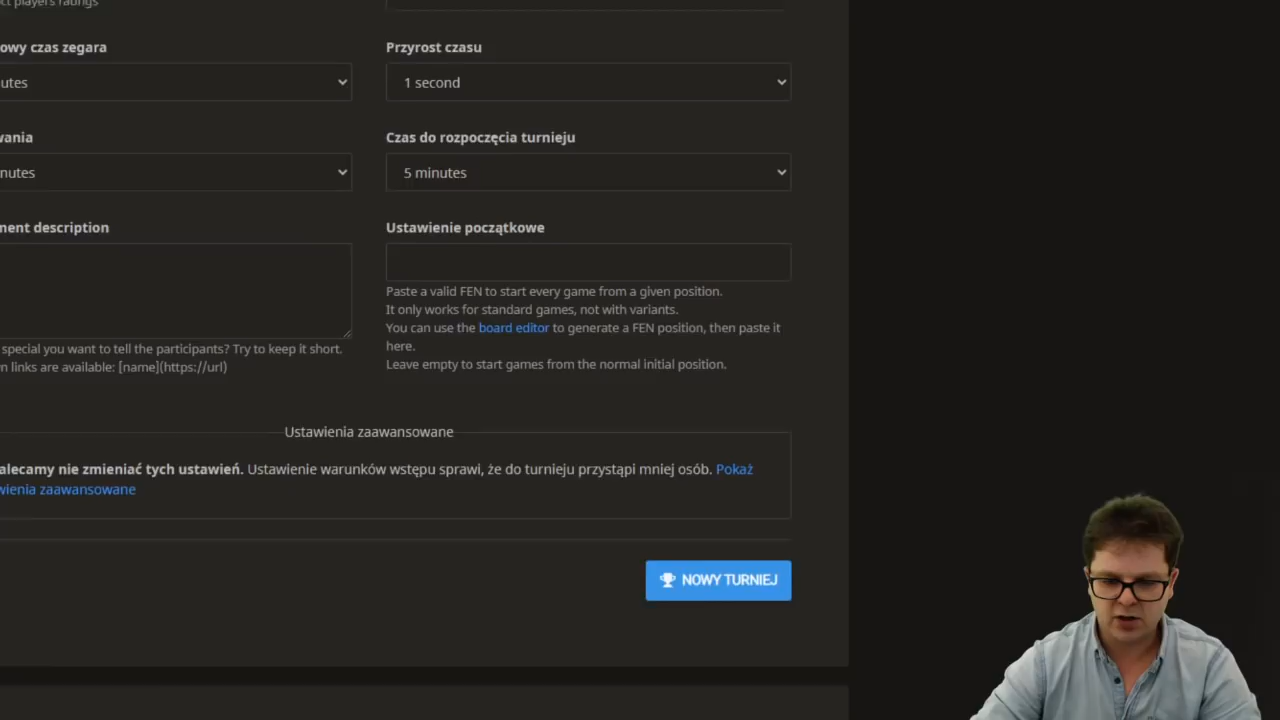 ct players ratings
owy czas zegara
Przyrost czasu
utes
1 second
wania
Czas do rozpoczęcia turnieju
nutes
5 minutes
ment description
Ustawienie początkowe
Paste a valid FEN to start every game from a given position.
It only works for standard games, not with variants.
You can use the board editor to generate a FEN position, then paste it
here.
Leave empty to start games from the normal initial position.
special you want to tell the participants? Try to keep it short.
n links are available: [name](https://url)
Ustawienia zaawansowane
alecamy nie zmieniać tych ustawień. Ustawienie warunków wstępu sprawi, że do turnieju przystąpi mniej osób. Pokaż
wienia zaawansowane
NOWY TURNIEJ